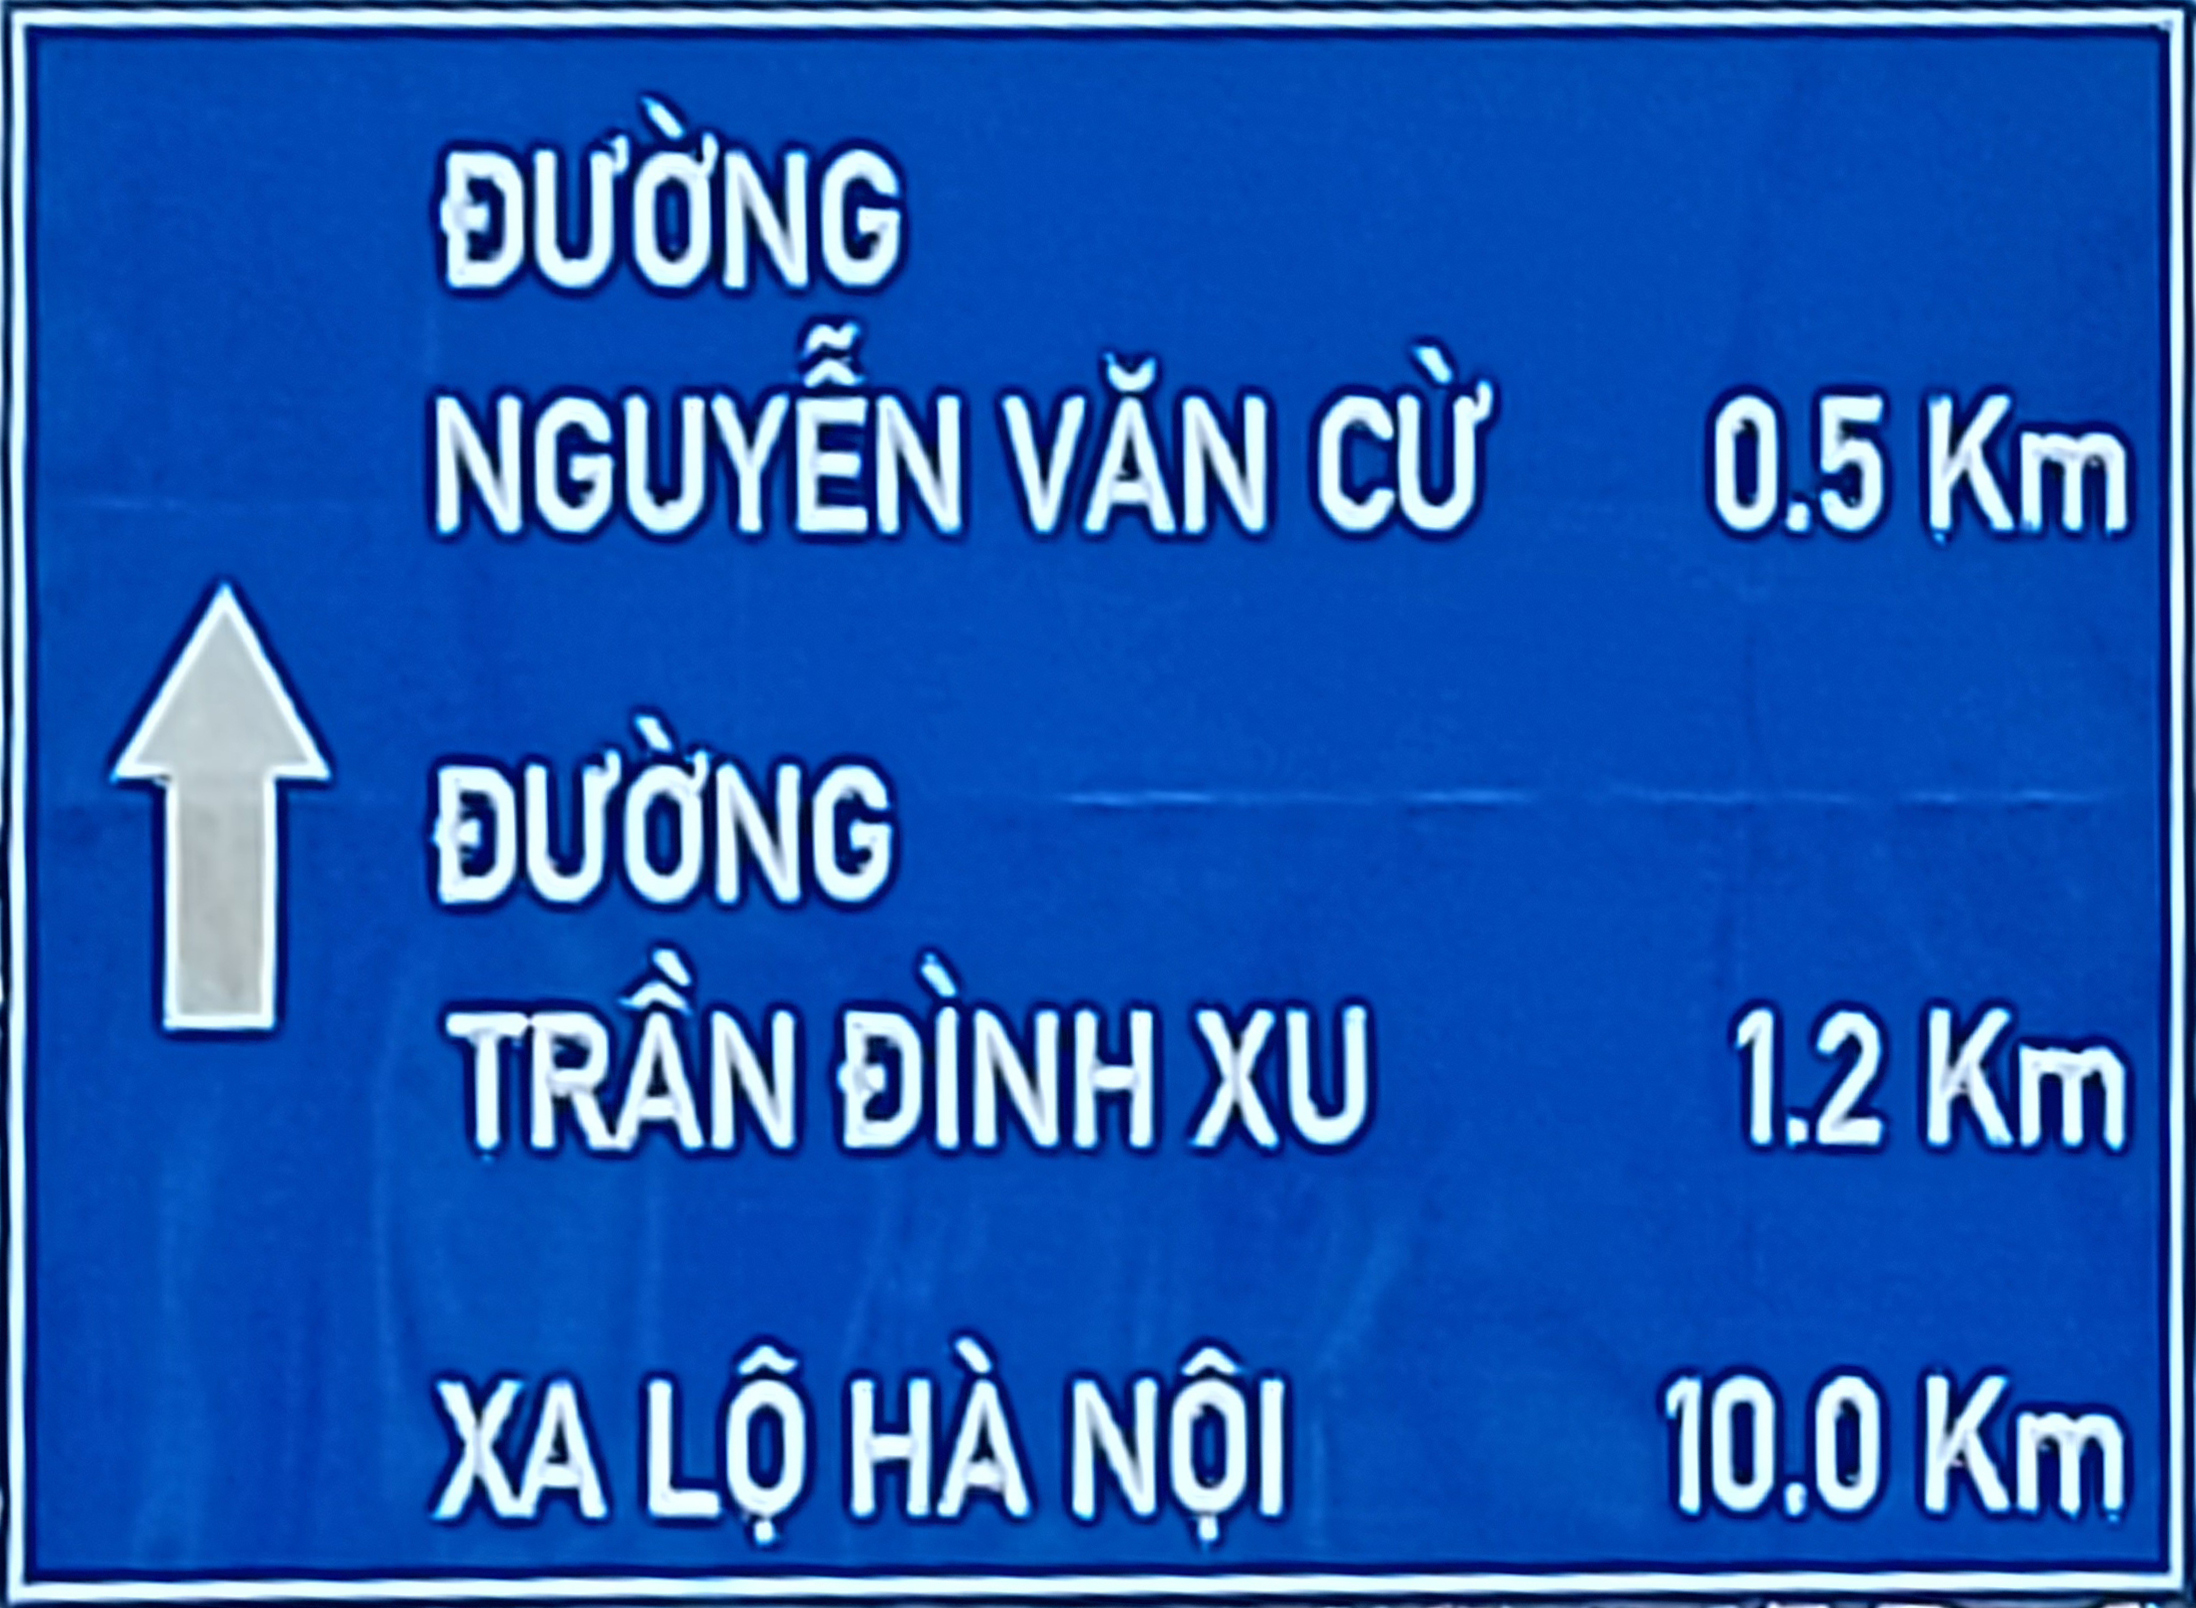 ĐƯỜNG
NGUYỄN VĂN CỪ 0.5 Km
ĐƯỜNG
TRẦN ĐÌNH XU 1.2 Km
XA LỘ HÀ NỘI 10.0 Km